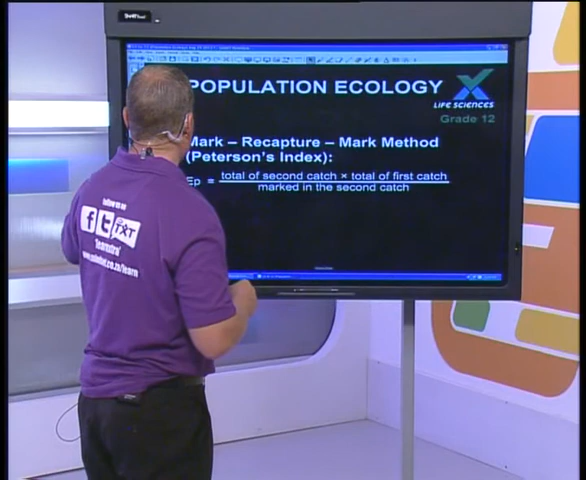 POPULATION ECOLOGY
LIFE SCIENCES
Grade 12
Mark – Recapture – Mark Method
(Peterson's Index):
Ep = total of second catch × total of first catch
marked in the second catch
follow us on
f t TXT
'learnxtra'